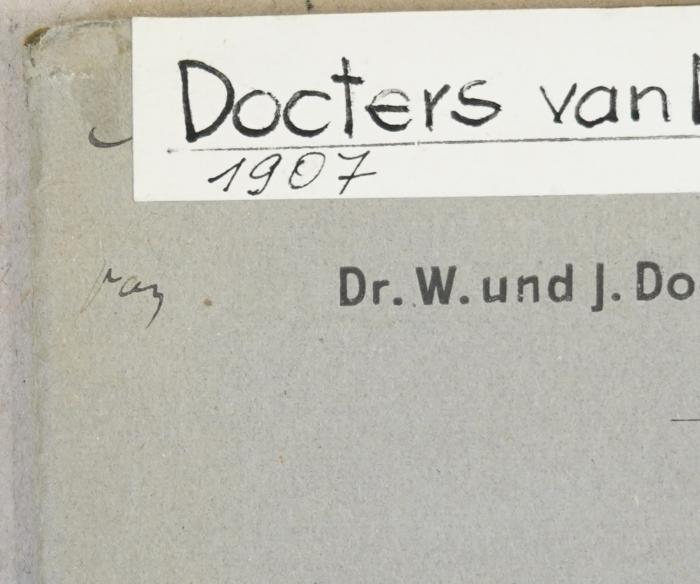 Docters van
1907
Dr. W. und J. Do